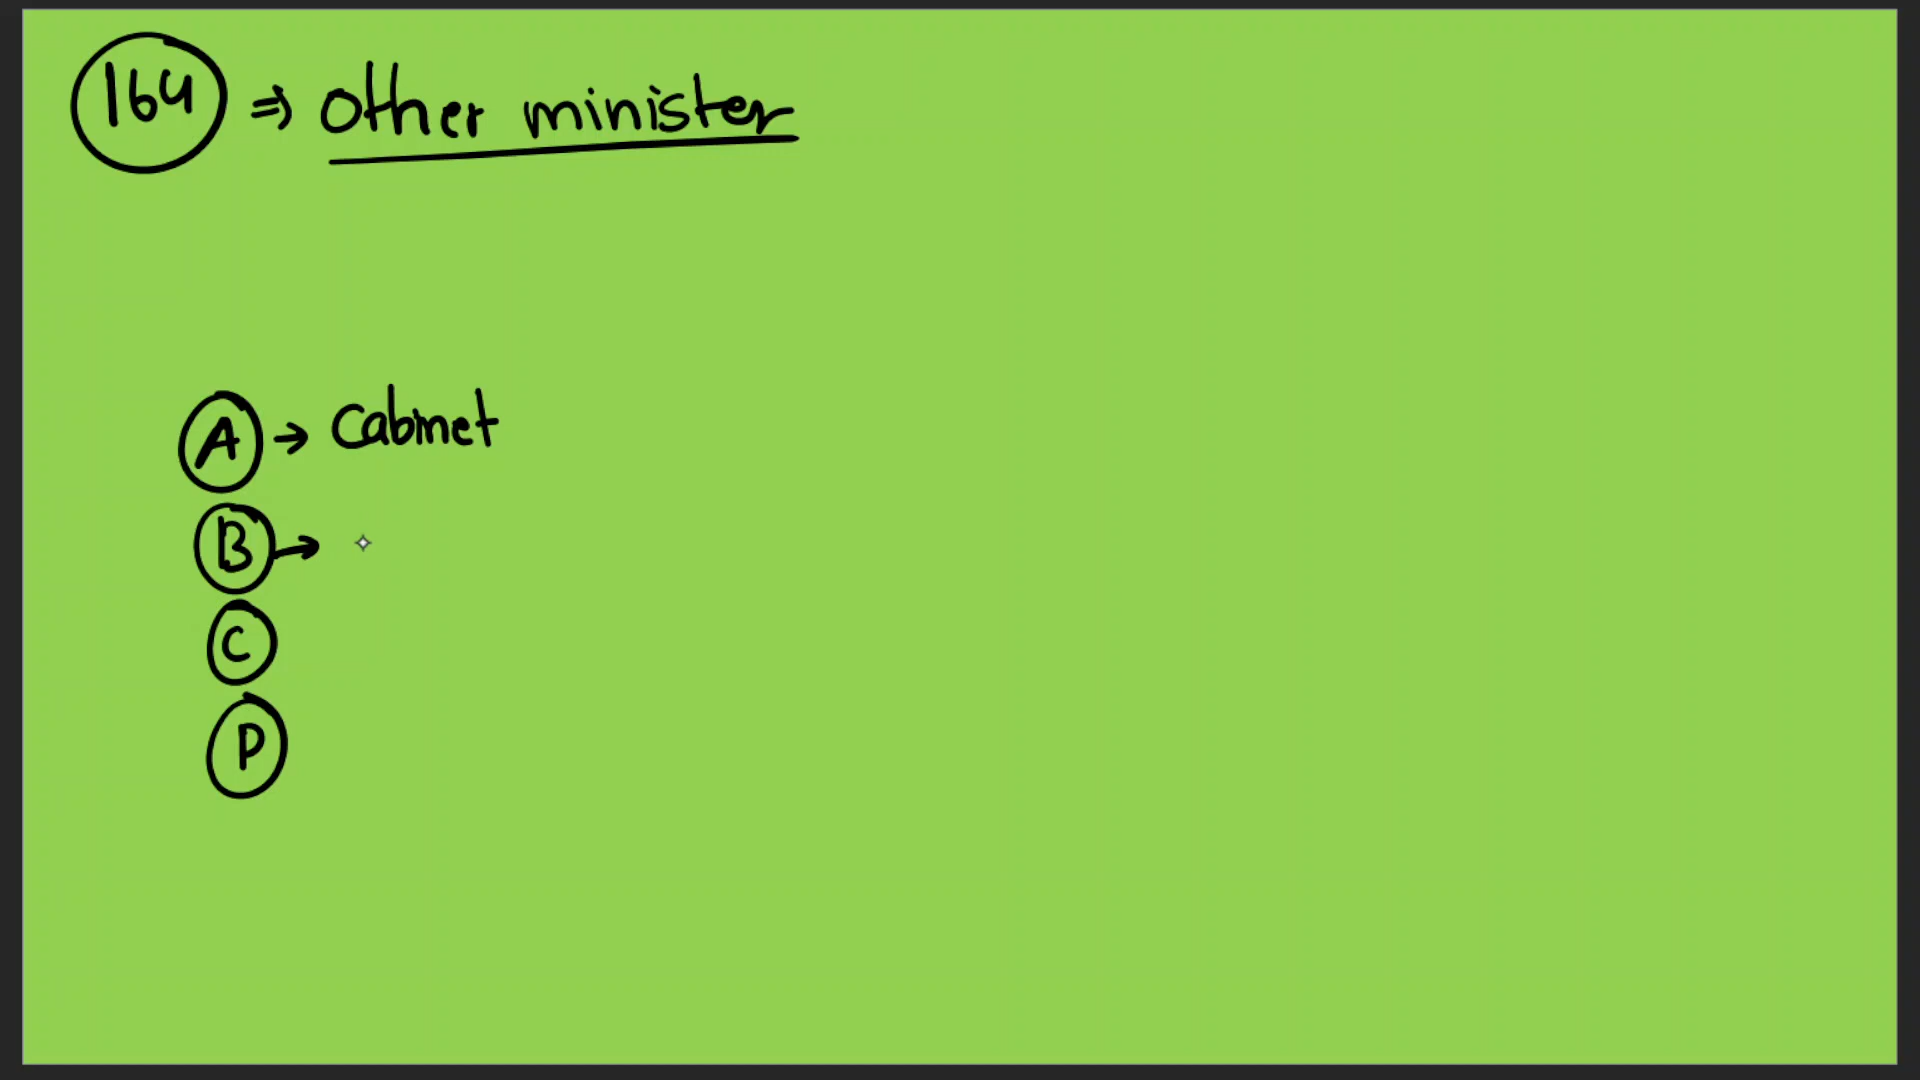 164 ⇒ other minister
A → Cabinet
B →
C
P